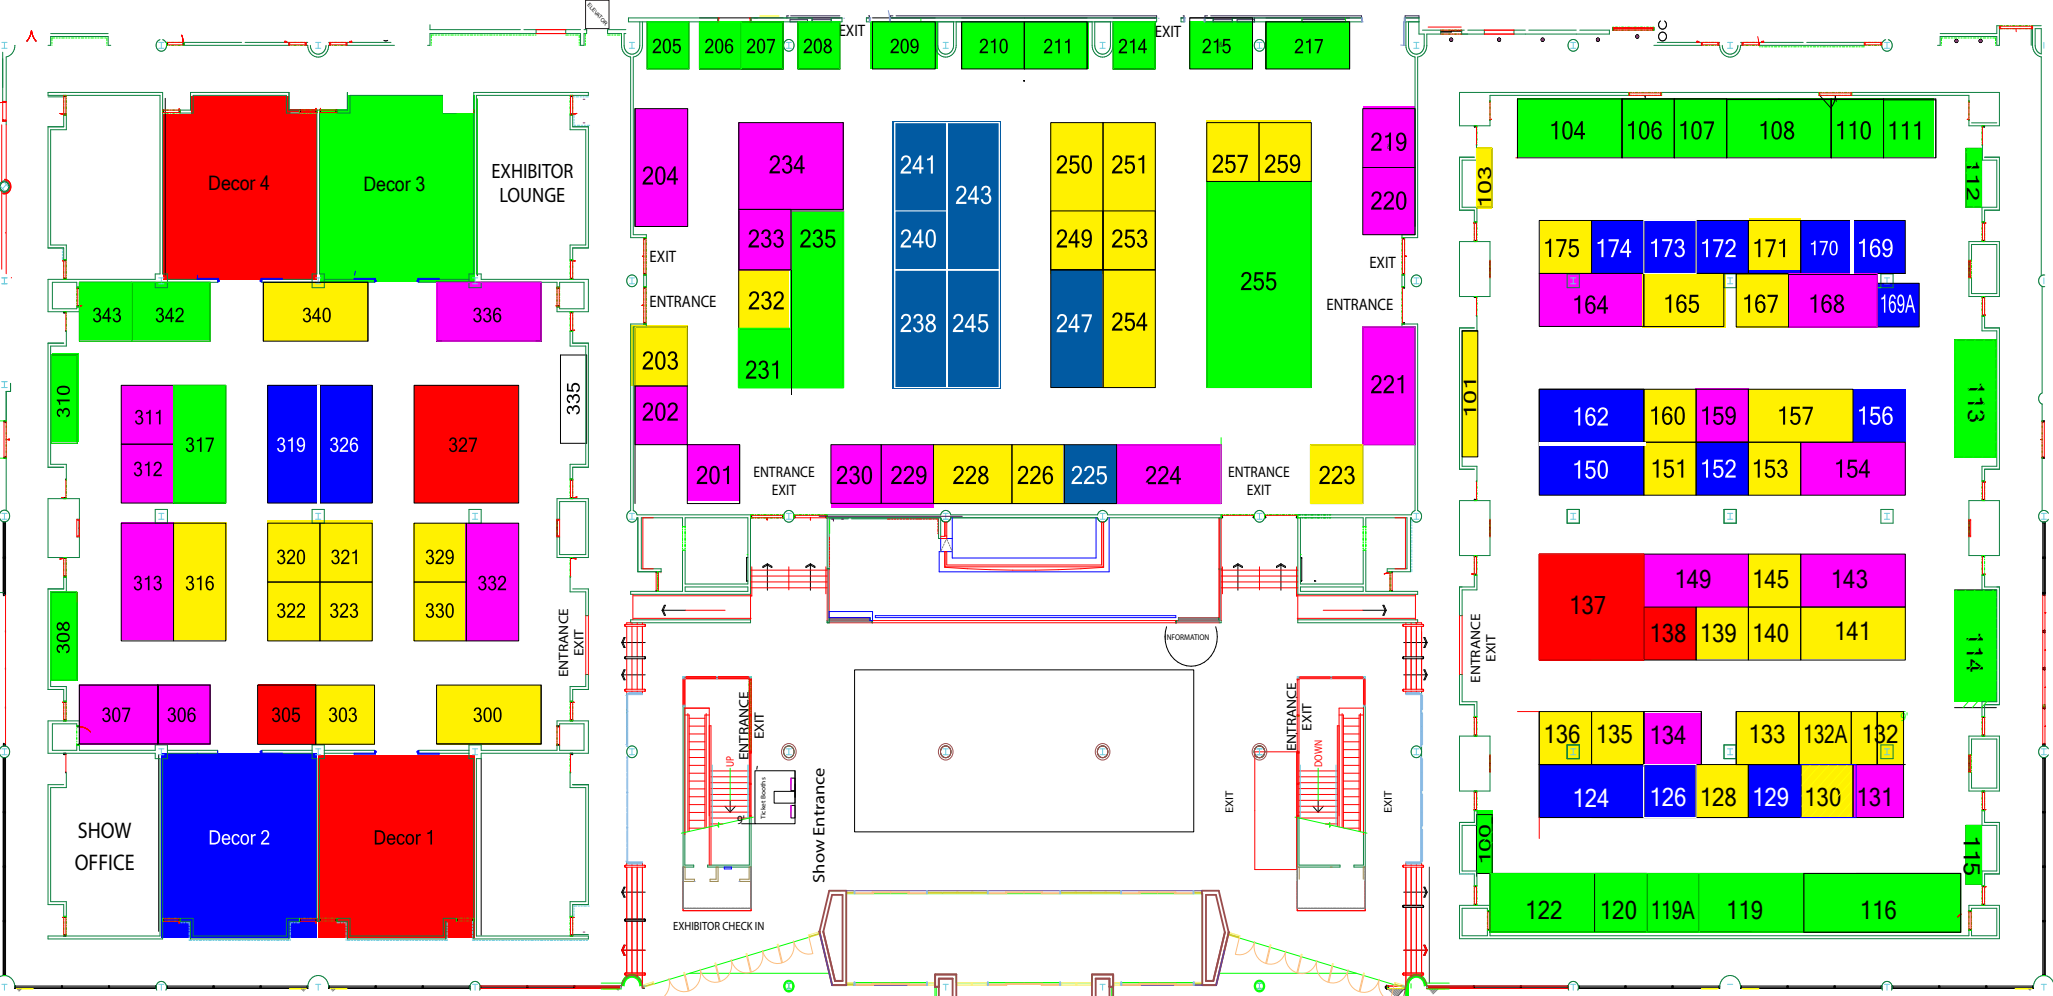 ELEVATOR
205 206 207 208 EXIT 209 210 211 214 EXIT 215 217
Decor 4
Decor 3
EXHIBITOR
LOUNGE
343 342 340 336
310 311 312 317 319 326 327 335
313 316 320 321 322 323 329 330 332
308
ENTRANCE
EXIT
307 306 305 303 300
SHOW
OFFICE
Decor 2
Decor 1
204 234 241 243 250 251 257 259 219
233 235 240 249 253 255 220
EXIT
ENTRANCE
232 238 245 247 254
EXIT
ENTRANCE
203 231 221
202
201
ENTRANCE
EXIT
230 229 228 226 225 224
ENTRANCE
EXIT
223
INFORMATION
ENTRANCE
EXIT
UP
Ticket Booths
9'
Show Entrance
ENTRANCE
EXIT
DOWN
EXIT
EXIT
EXHIBITOR CHECK IN
104 106 107 108 110 111
103 112
175 174 173 172 171 170 169
164 165 167 168 169A
101 113
162 160 159 157 156
150 151 152 153 154
137 149 145 143
138 139 140 141
ENTRANCE
EXIT
114
136 135 134 133 132A 132
124 126 128 129 130 131
100 115
122 120 119A 119 116